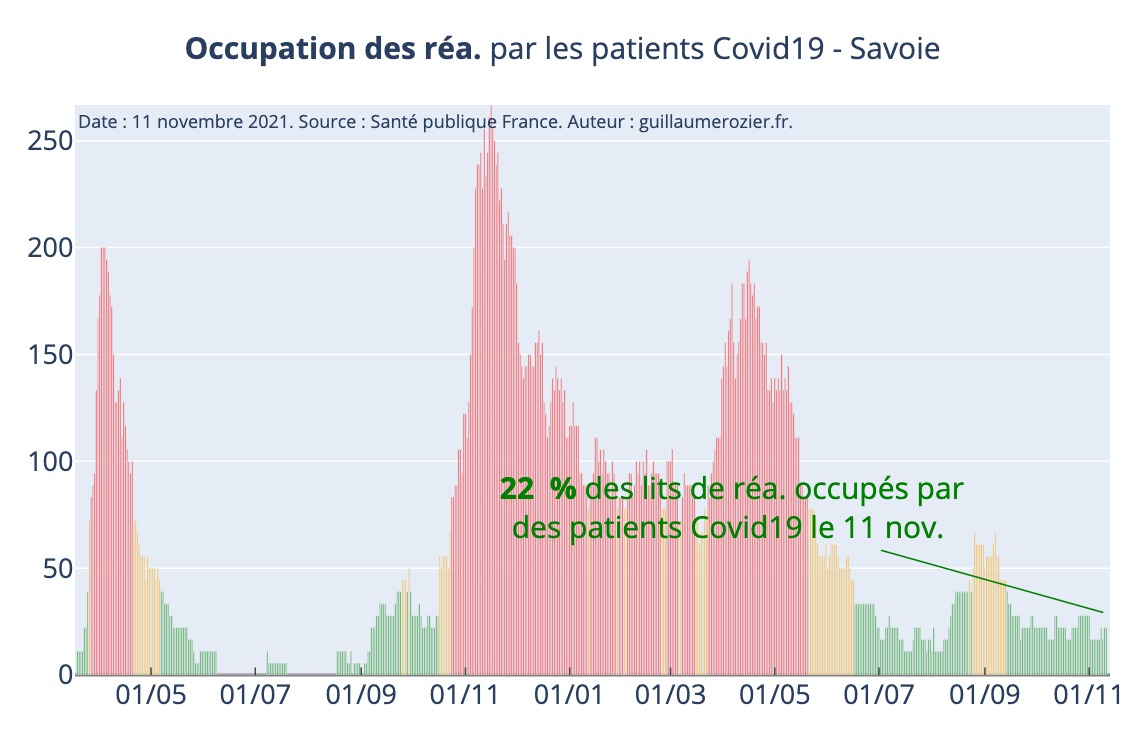 Occupation des réa. par les patients Covid19 - Savoie
Date : 11 novembre 2021. Source : Santé publique France. Auteur : guillaumerozier.fr.
250
200
150
100
50
0
22 % des lits de réa. occupés par
des patients Covid19 le 11 nov.
01/05 01/07 01/09 01/11 01/01 01/03 01/05 01/07 01/09 01/11